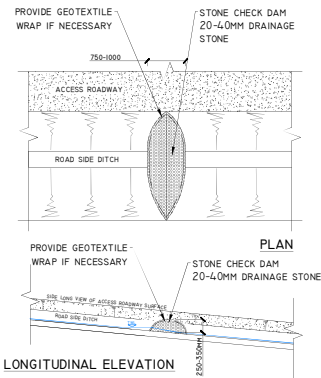 PROVIDE GEOTEXTILE
WRAP IF NECESSARY
STONE CHECK DAM
20-40MM DRAINAGE
STONE
750-1000
ACCESS ROADWAY
ROAD SIDE DITCH
PLAN
PROVIDE GEOTEXTILE
WRAP IF NECESSARY
STONE CHECK DAM
20-40MM DRAINAGE STONE
SIDE LONG VIEW OF ACCESS ROADWAY SURFACE
ROAD SIDE DITCH
250-350MM
LONGITUDINAL ELEVATION